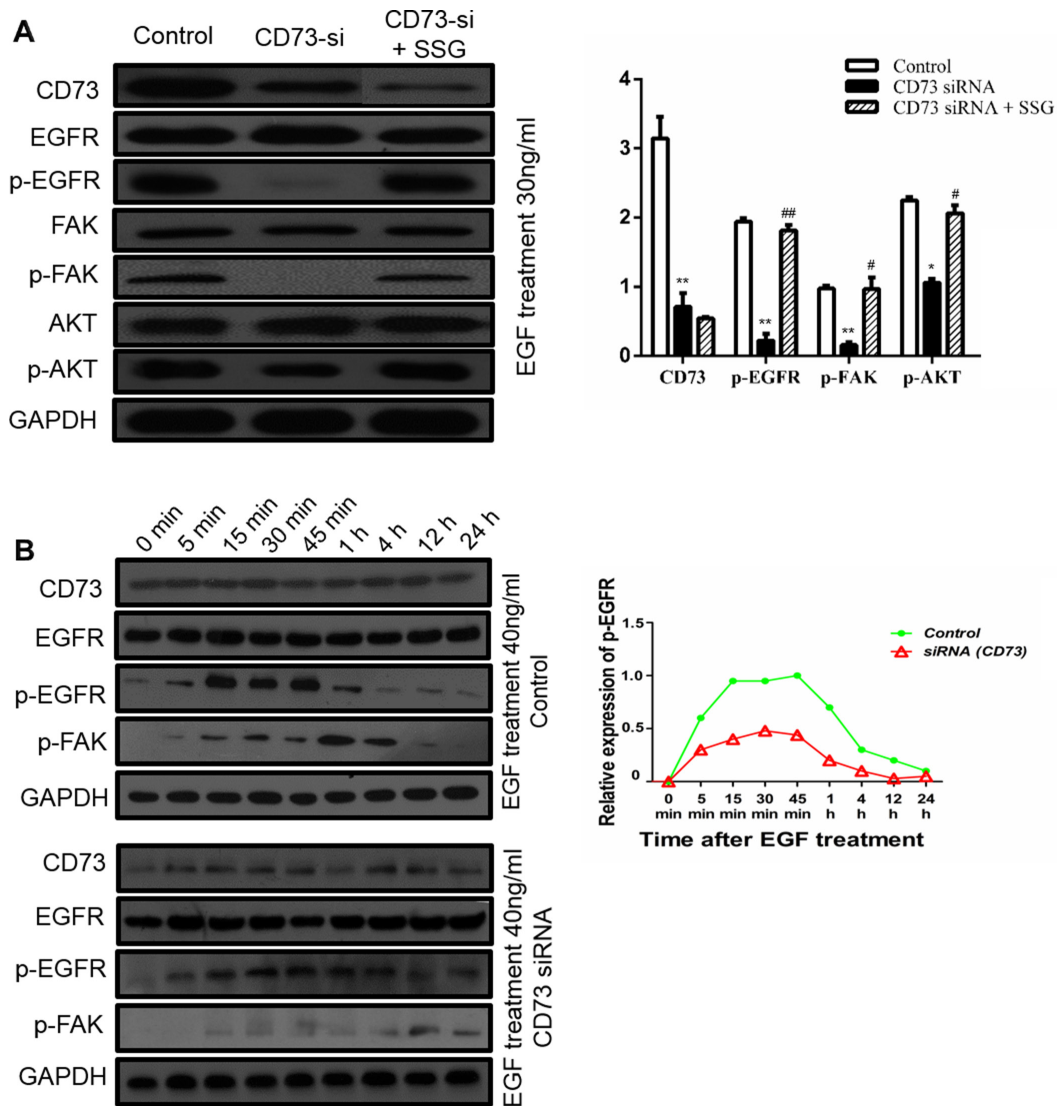 A
Control
CD73-si
CD73-si
+ SSG
CD73
EGFR
p-EGFR
FAK
p-FAK
AKT
p-AKT
GAPDH
EGF treatment 30ng/ml
Control
CD73 siRNA
CD73 siRNA + SSG
4
3
2
1
0
**
**
##
**
#
*
#
CD73
p-EGFR
p-FAK
p-AKT
B
0 min
5 min
15 min
30 min
45 min
1 h
4 h
12 h
24 h
CD73
EGFR
p-EGFR
p-FAK
GAPDH
EGF treatment 40ng/ml
Control
CD73
EGFR
p-EGFR
p-FAK
GAPDH
EGF treatment 40ng/ml
CD73 siRNA
Relative expression of p-EGFR
1.5
1.0
0.5
0
Control
siRNA (CD73)
0 5 15 30 45 1 4 12 24
min min min min min h h h h
Time after EGF treatment